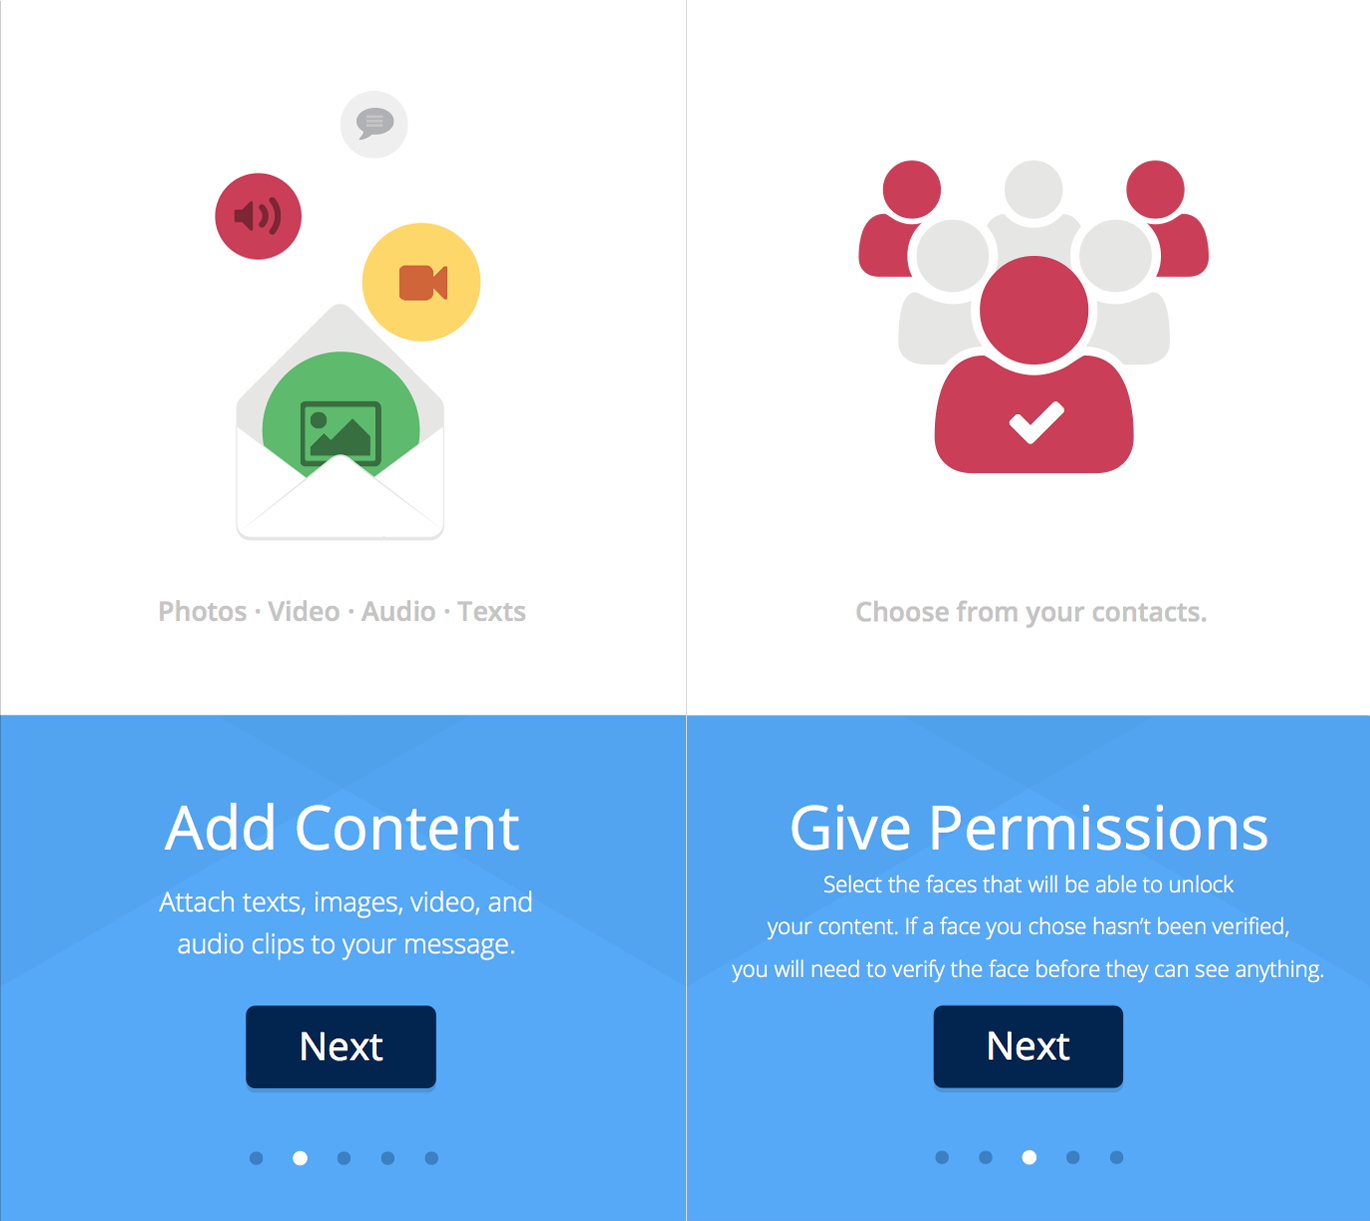 Photos · Video · Audio · Texts
Add Content
Attach texts, images, video, and
audio clips to your message.
Next
Choose from your contacts.
Give Permissions
Select the faces that will be able to unlock
your content. If a face you chose hasn’t been verified,
you will need to verify the face before they can see anything.
Next